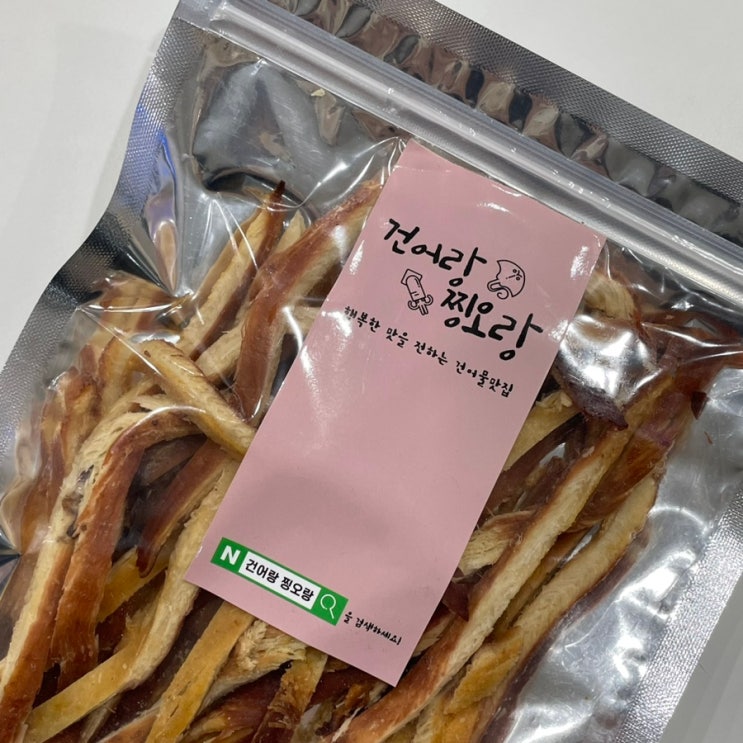 건어랑
찡오랑
행복한 맛을 전하는 건어물맛집
N 건어랑 찡오랑
을 검색하세요!